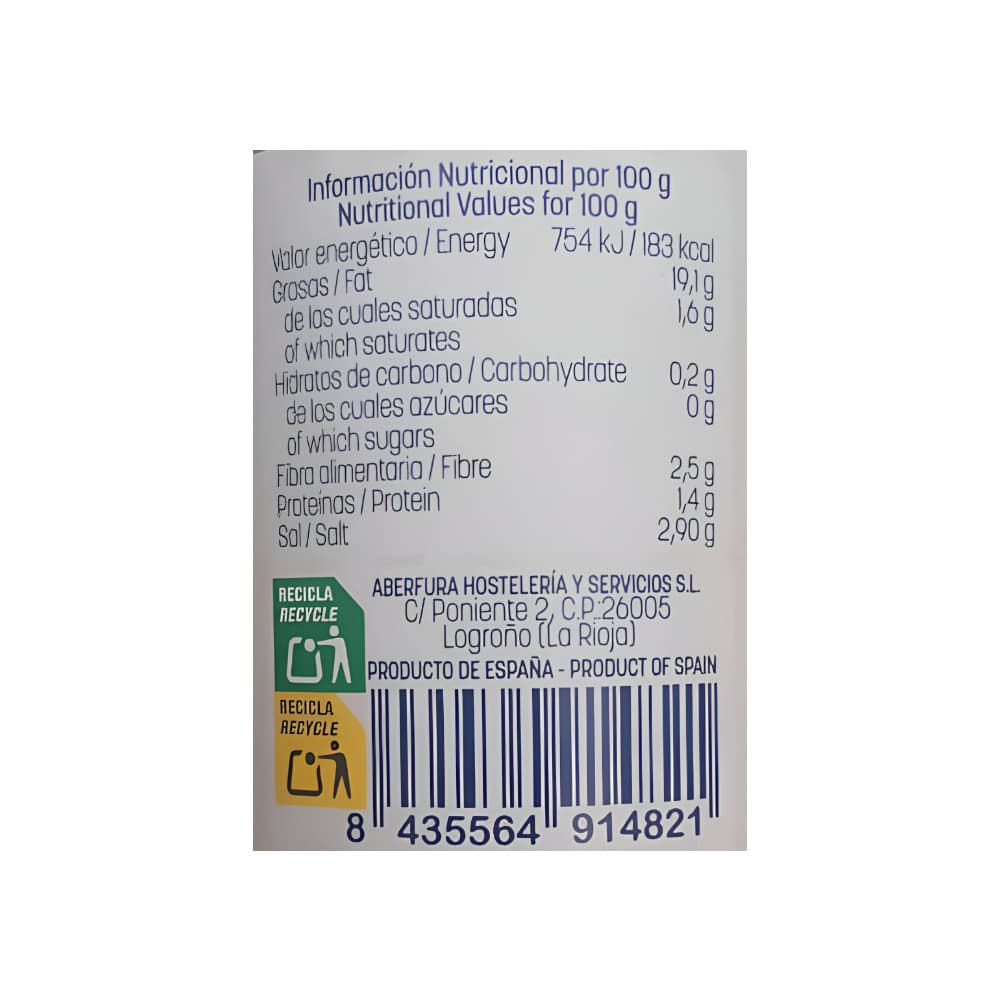 Información Nutricional por 100 g
Nutritional Values for 100 g
Valor energético / Energy 754 kJ / 183 kcal
Grasas / Fat 19,1 g
de las cuales saturadas 1,6 g
of which saturates
Hidratos de carbono / Carbohydrate 0,2 g
de los cuales azúcares 0 g
of which sugars
Fibra alimentaria / Fibre 2,5 g
Proteínas / Protein 1,4 g
Sal / Salt 2,90 g
ABERFURA HOSTELERÍA Y SERVICIOS S.L
C/ Poniente 2, C.P.:26005
Logroño (La Rioja)
PRODUCTO DE ESPAÑA - PRODUCT OF SPAIN
RECICLA
RECYCLE
RECICLA
RECYCLE
8 435564 914821